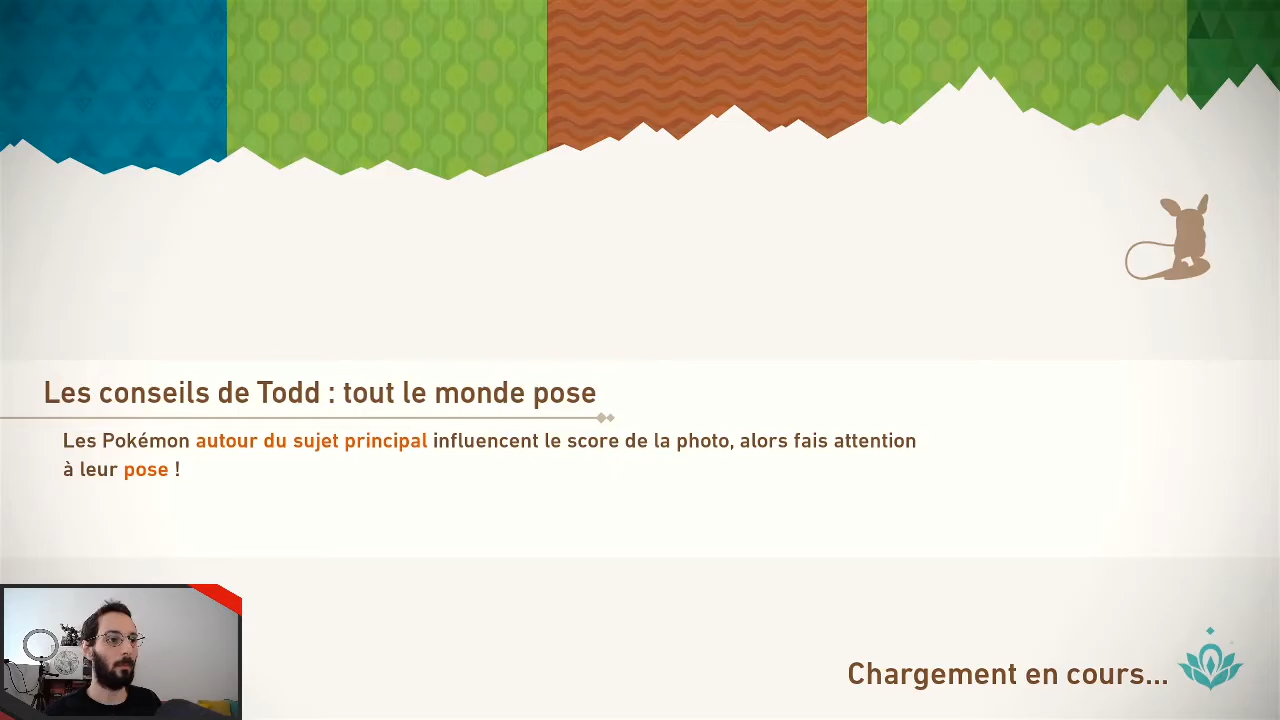 Les conseils de Todd : tout le monde pose
Les Pokémon autour du sujet principal influencent le score de la photo, alors fais attention
à leur pose !
Chargement en cours...